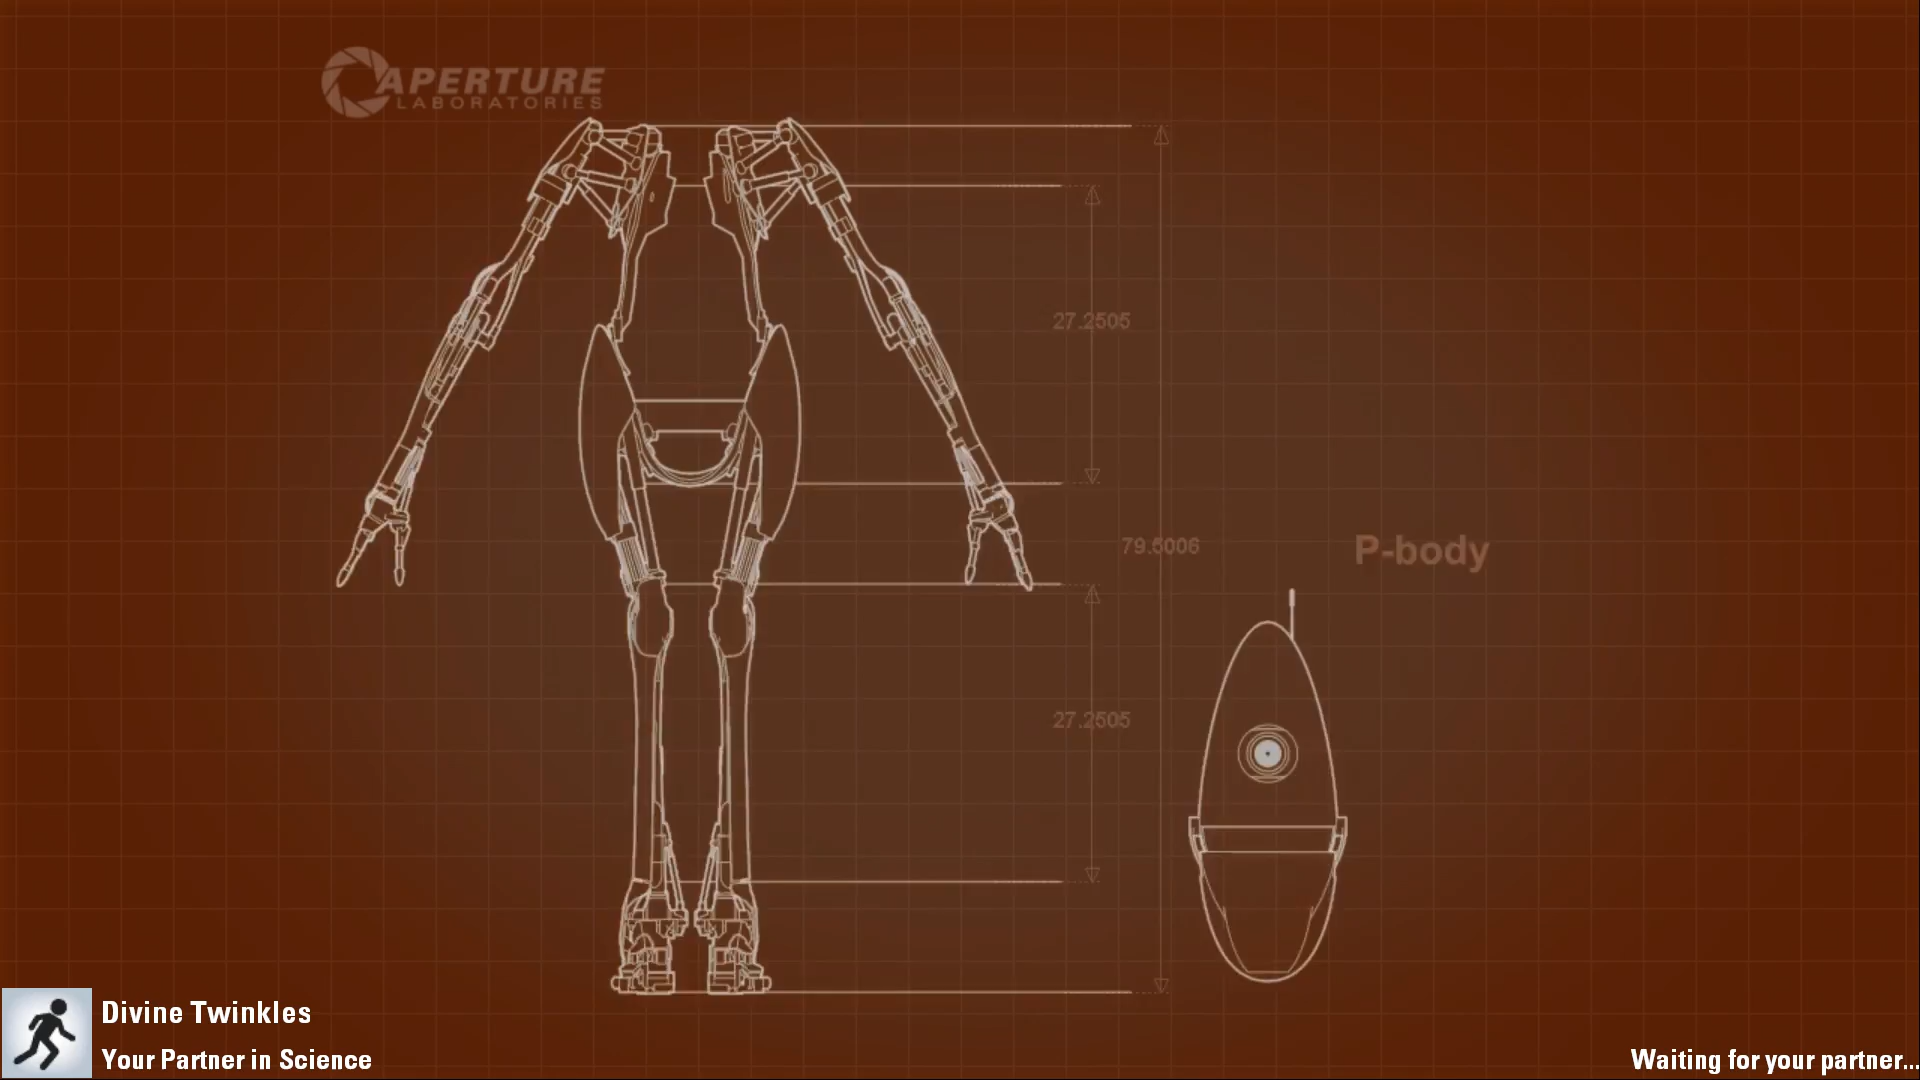 APERTURE
LABORATORIES
27.2505
79.5006
P-body
27.2505
Divine Twinkles
Your Partner in Science
Waiting for your partner...